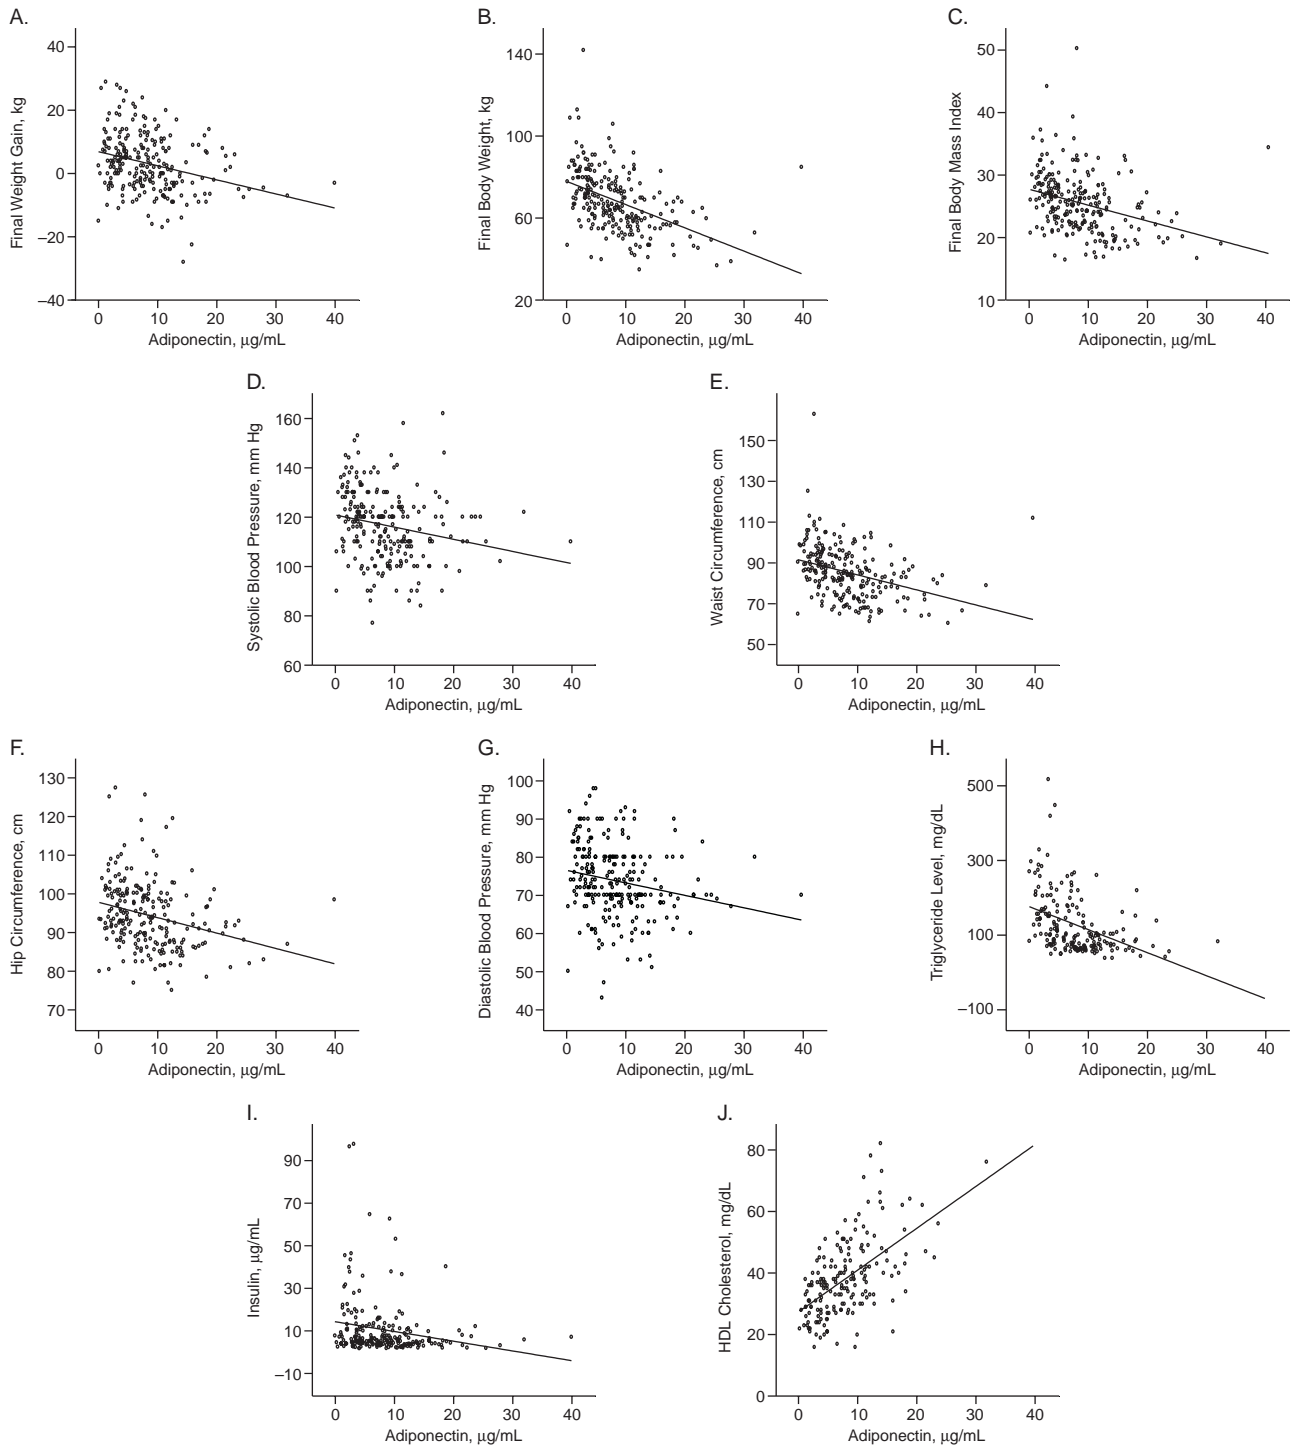 A.
B.
C.
Final Weight Gain, kg
40
20
0
–20
–40
0 10 20 30 40
Adiponectin, μg/mL
Final Body Weight, kg
140
100
60
20
0 10 20 30 40
Adiponectin, μg/mL
Final Body Mass Index
50
40
30
20
10
0 10 20 30 40
Adiponectin, μg/mL
D.
E.
Systolic Blood Pressure, mm Hg
160
140
120
100
80
60
0 10 20 30 40
Adiponectin, μg/mL
Waist Circumference, cm
150
130
110
90
70
50
0 10 20 30 40
Adiponectin, μg/mL
F.
G.
H.
Hip Circumference, cm
130
120
110
100
90
80
70
0 10 20 30 40
Adiponectin, μg/mL
Diastolic Blood Pressure, mm Hg
100
90
80
70
60
50
40
0 10 20 30 40
Adiponectin, μg/mL
Triglyceride Level, mg/dL
500
300
100
–100
0 10 20 30 40
Adiponectin, μg/mL
I.
J.
Insulin, μg/mL
90
70
50
30
10
–10
0 10 20 30 40
Adiponectin, μg/mL
HDL Cholesterol, mg/dL
80
60
40
20
0
0 10 20 30 40
Adiponectin, μg/mL